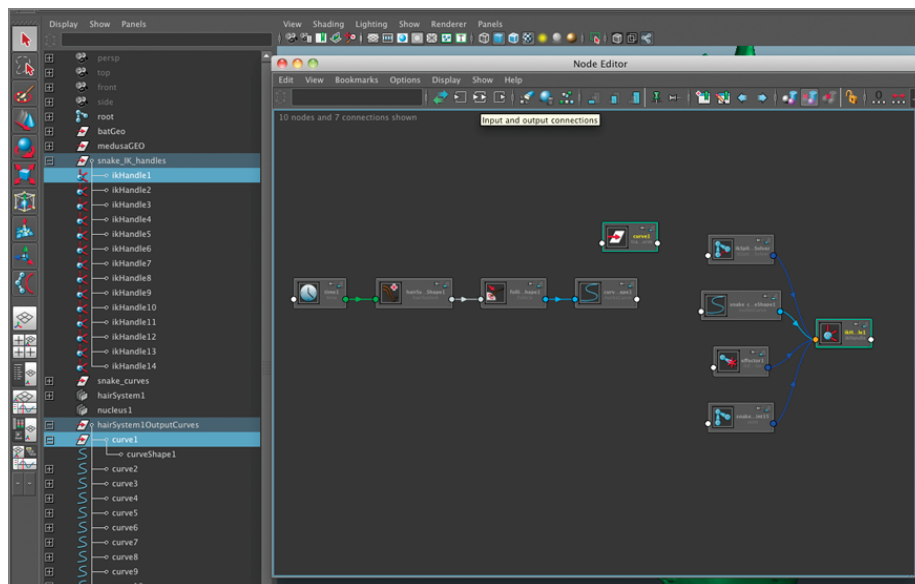 Display Show Panels
View Shading Lighting Show Renderer Panels
persp
top
front
side
root
batGeo
medusaGEO
snake_IK_handles
ikHandle1
ikHandle2
ikHandle3
ikHandle4
ikHandle5
ikHandle6
ikHandle7
ikHandle8
ikHandle9
ikHandle10
ikHandle11
ikHandle12
ikHandle13
ikHandle14
snake_curves
hairSystem1
nucleus1
hairSystem1OutputCurves
curve1
curveShape1
curve2
curve3
curve4
curve5
curve6
curve7
curve8
curve9
Node Editor
Edit View Bookmarks Options Display Show Help
10 nodes and 7 connections shown
Input and output connections
curve1
time1
effector1